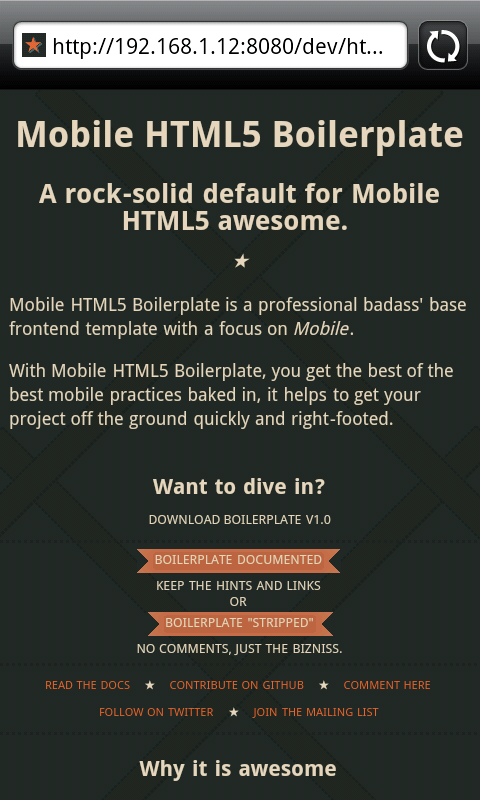 http://192.168.1.12:8080/dev/ht...
Mobile HTML5 Boilerplate
A rock-solid default for Mobile
HTML5 awesome.
★
Mobile HTML5 Boilerplate is a professional badass' base
frontend template with a focus on Mobile.
With Mobile HTML5 Boilerplate, you get the best of the
best mobile practices baked in, it helps to get your
project off the ground quickly and right-footed.
Want to dive in?
DOWNLOAD BOILERPLATE V1.0
BOILERPLATE DOCUMENTED
KEEP THE HINTS AND LINKS
OR
BOILERPLATE "STRIPPED"
NO COMMENTS, JUST THE BIZNISS.
READ THE DOCS ★ CONTRIBUTE ON GITHUB ★ COMMENT HERE
FOLLOW ON TWITTER ★ JOIN THE MAILING LIST
Why it is awesome